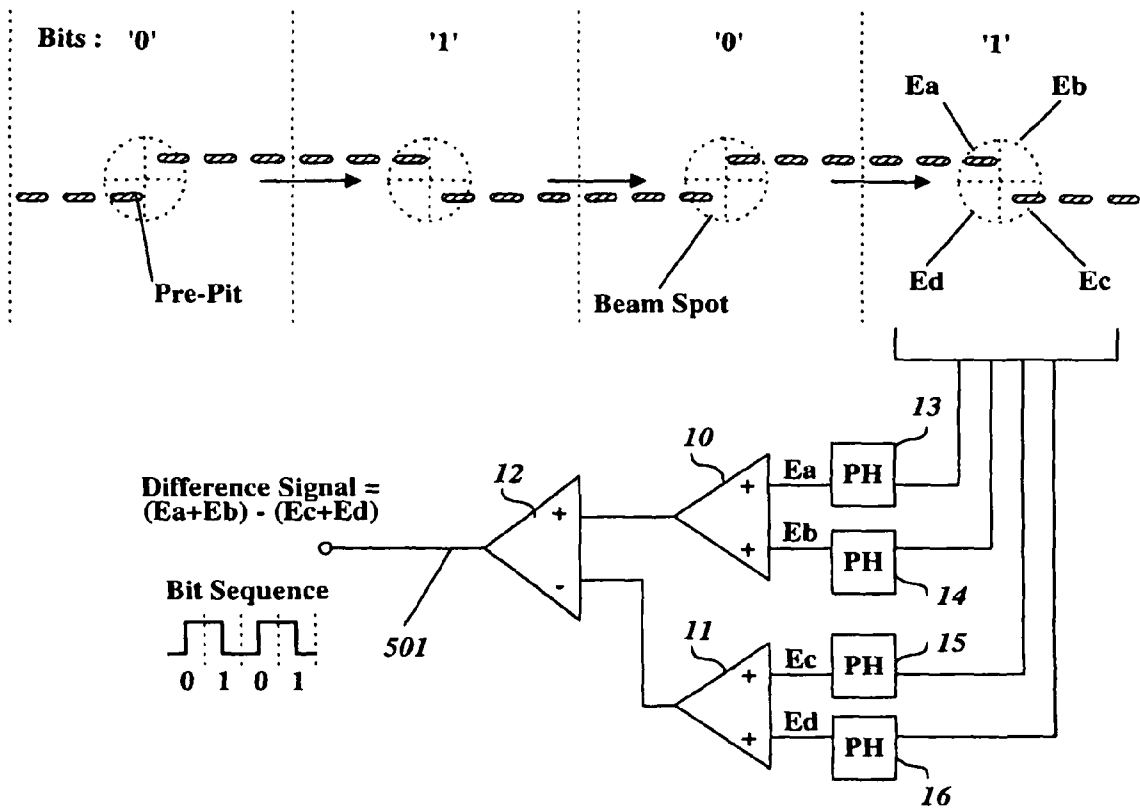 Bits : '0' '1' '0' '1'
Ea Eb
Pre-Pit
Beam Spot
Ed Ec
13
10
Ea PH
12
Difference Signal =
(Ea+Eb) - (Ec+Ed)
+ +
Eb PH
+
-
14
Bit Sequence
501
11
15
Ec PH
+
0 1 0 1
Ed PH
+
16